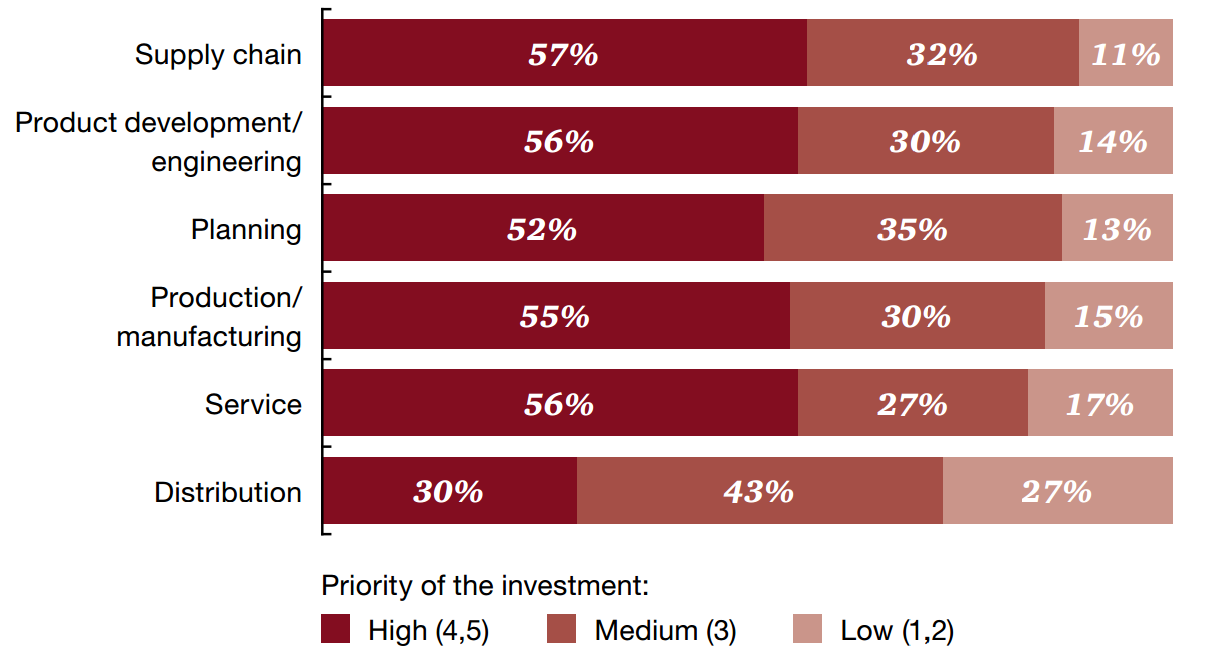 Supply chain
57% 32% 11%
Product development/
engineering
56% 30% 14%
Planning
52% 35% 13%
Production/
manufacturing
55% 30% 15%
Service
56% 27% 17%
Distribution
30% 43% 27%
Priority of the investment:
High (4,5) Medium (3) Low (1,2)